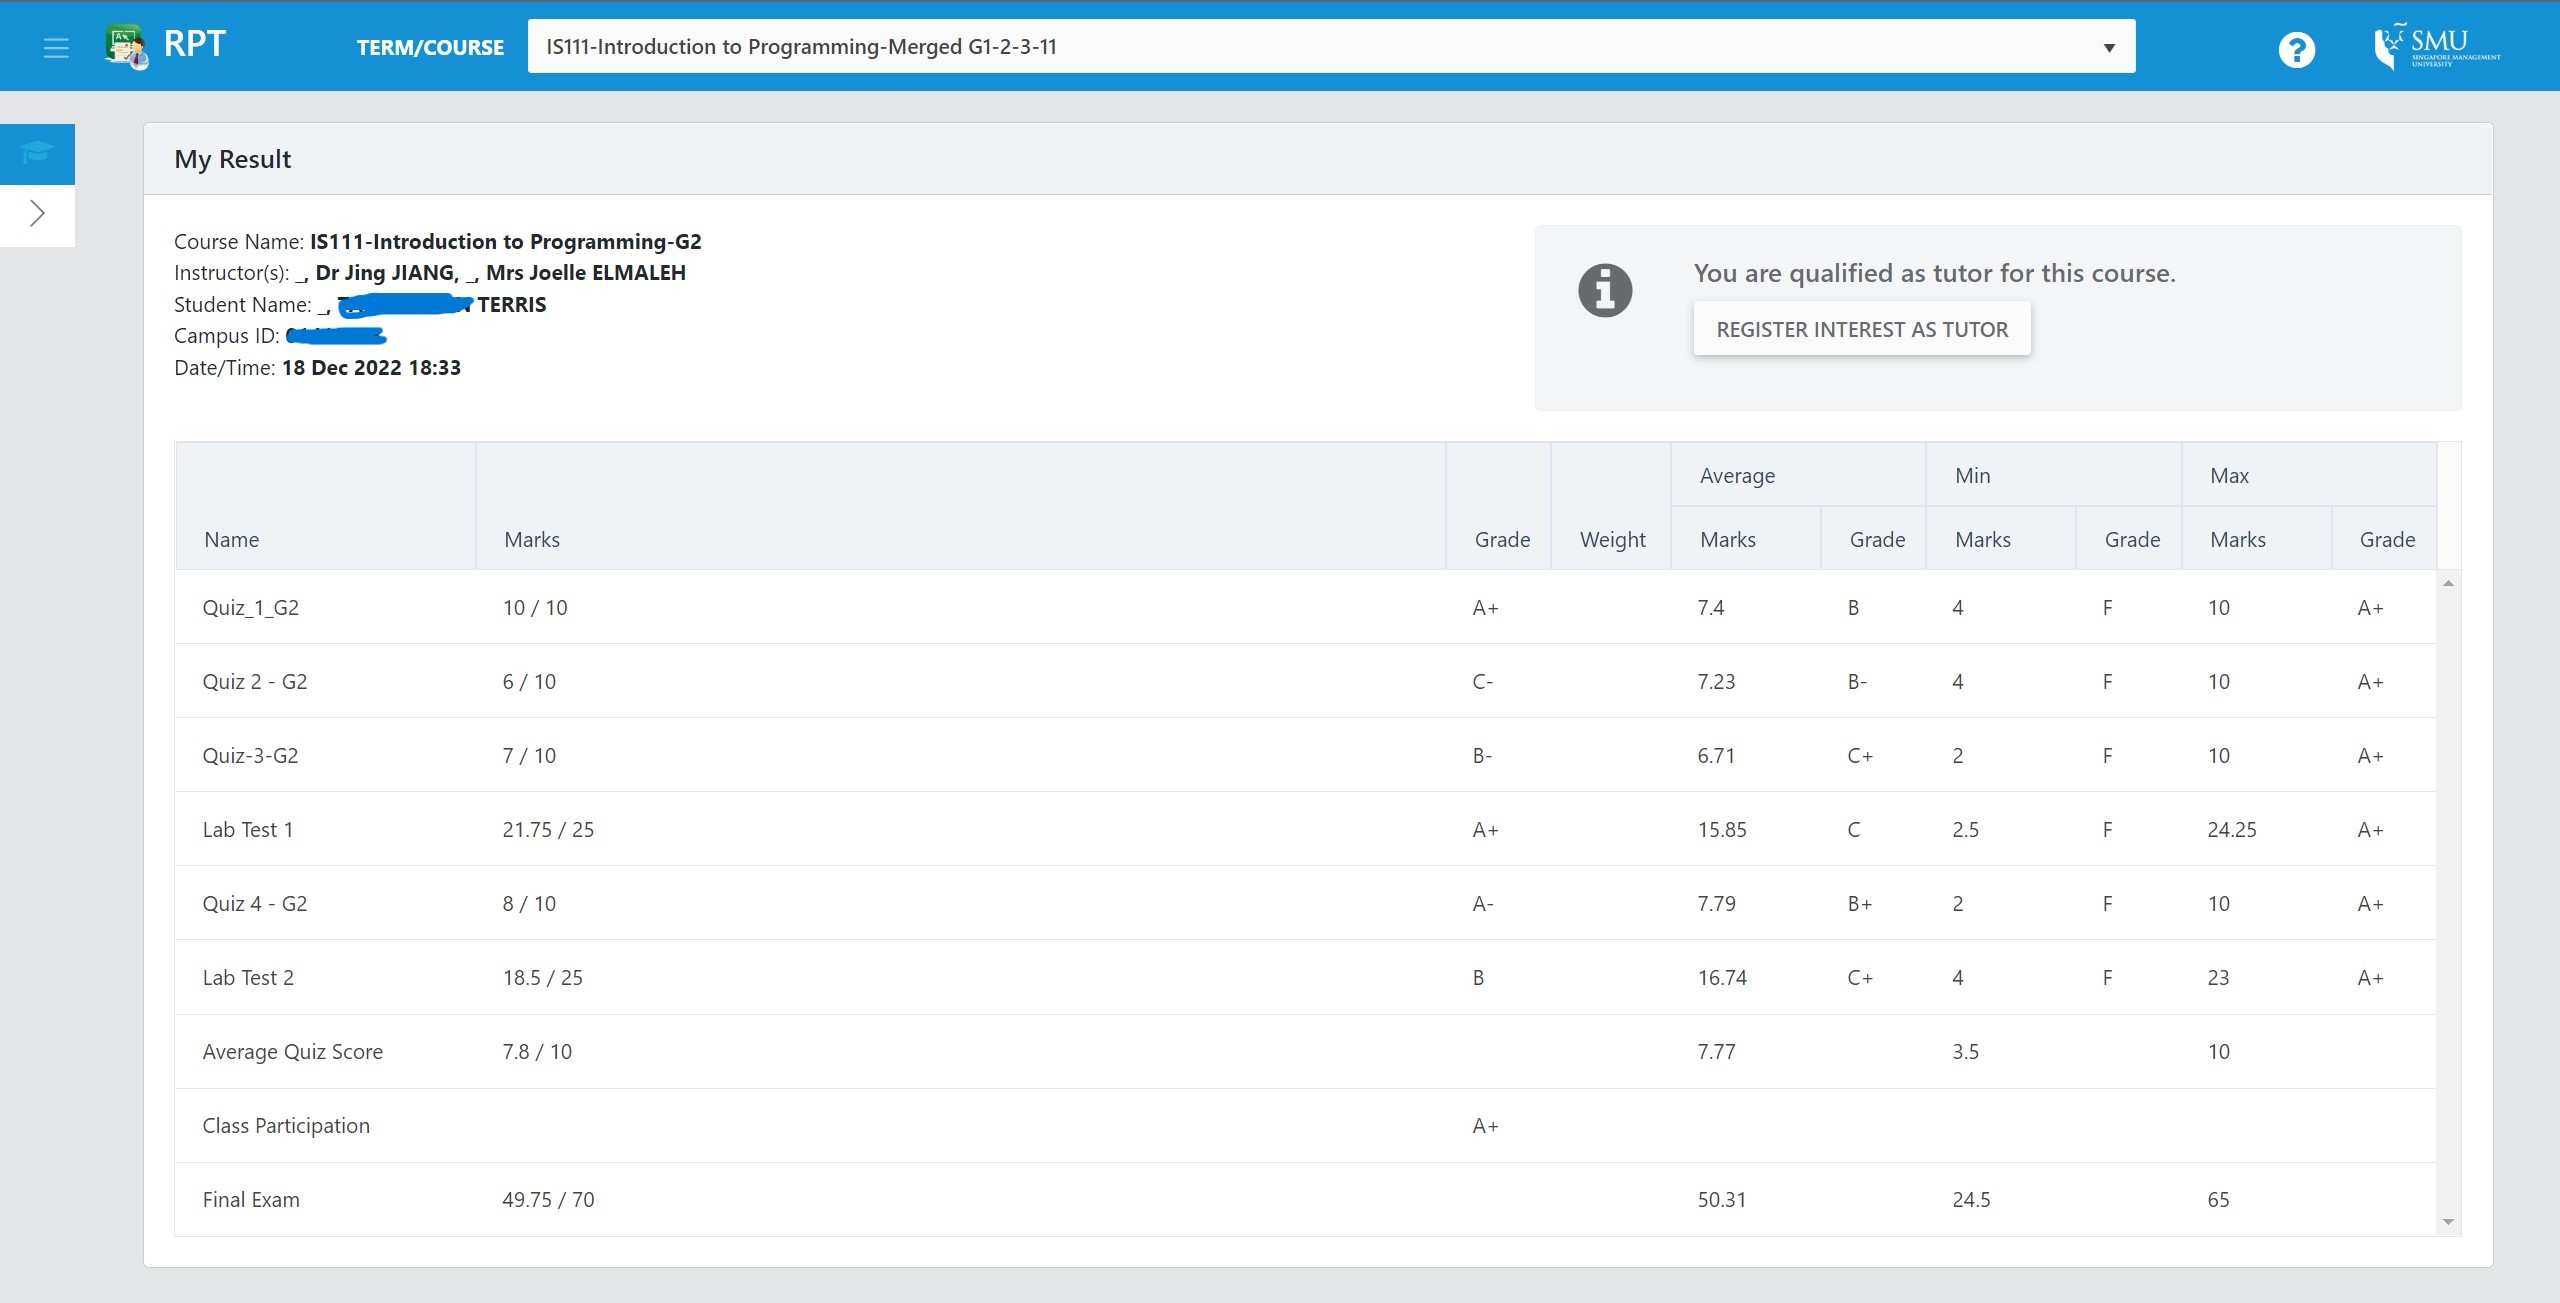 RPT
TERM/COURSE
IS111-Introduction to Programming-Merged G1-2-3-11
?
SMU
SINGAPORE MANAGEMENT
UNIVERSITY
My Result
Course Name: IS111-Introduction to Programming-G2
Instructor(s): _, Dr Jing JIANG, _, Mrs Joelle ELMALEH
Student Name: _, TERRIS
Campus ID:
Date/Time: 18 Dec 2022 18:33
You are qualified as tutor for this course.
REGISTER INTEREST AS TUTOR
Average Min Max
Name Marks Grade Weight Marks Grade Marks Grade Marks Grade
Quiz_1_G2 10 / 10 A+ 7.4 B 4 F 10 A+
Quiz 2 - G2 6 / 10 C- 7.23 B- 4 F 10 A+
Quiz-3-G2 7 / 10 B- 6.71 C+ 2 F 10 A+
Lab Test 1 21.75 / 25 A+ 15.85 C 2.5 F 24.25 A+
Quiz 4 - G2 8 / 10 A- 7.79 B+ 2 F 10 A+
Lab Test 2 18.5 / 25 B 16.74 C+ 4 F 23 A+
Average Quiz Score 7.8 / 10 7.77 3.5 10
Class Participation A+
Final Exam 49.75 / 70 50.31 24.5 65